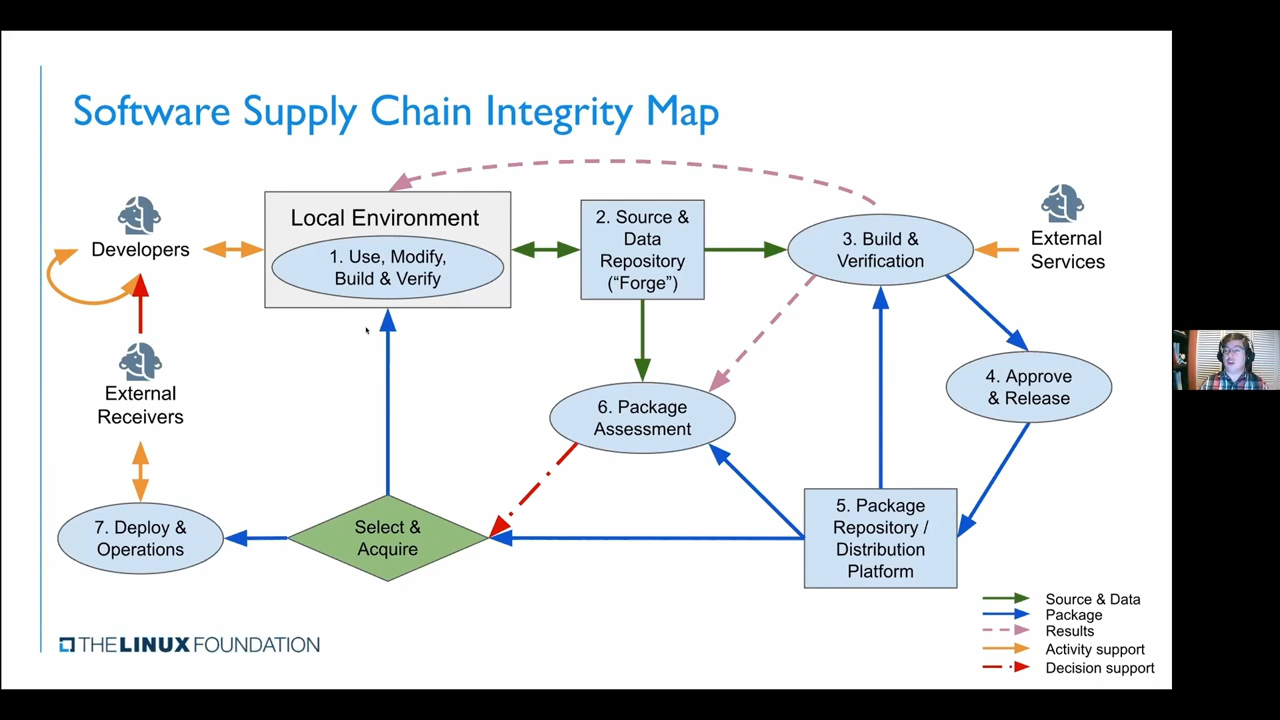 Software Supply Chain Integrity Map
Developers
Local Environment
1. Use, Modify,
Build & Verify
2. Source &
Data
Repository
(“Forge”)
3. Build &
Verification
External
Services
External
Receivers
4. Approve
& Release
6. Package
Assessment
7. Deploy &
Operations
Select &
Acquire
5. Package
Repository /
Distribution
Platform
Source & Data
Package
Results
Activity support
Decision support
THE LINUX FOUNDATION